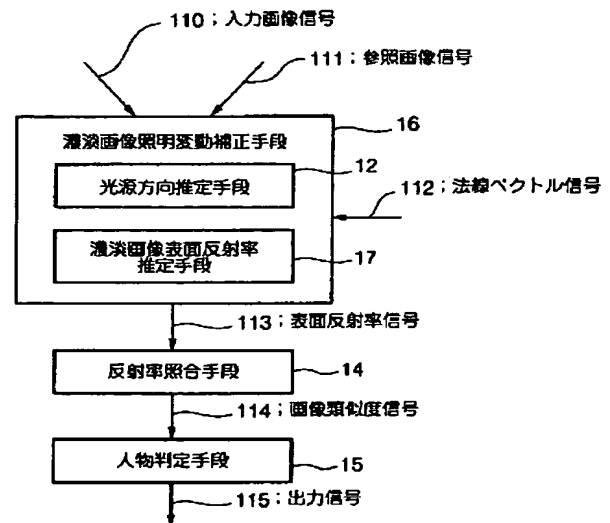 110；入力画像信号
111；参照画像信号
濃淡画像照明変動補正手段
16
光源方向推定手段
12
112；法線ベクトル信号
濃淡画像表面反射率
推定手段
17
113；表面反射率信号
反射率照合手段
14
114；画像類似度信号
人物判定手段
15
115；出力信号